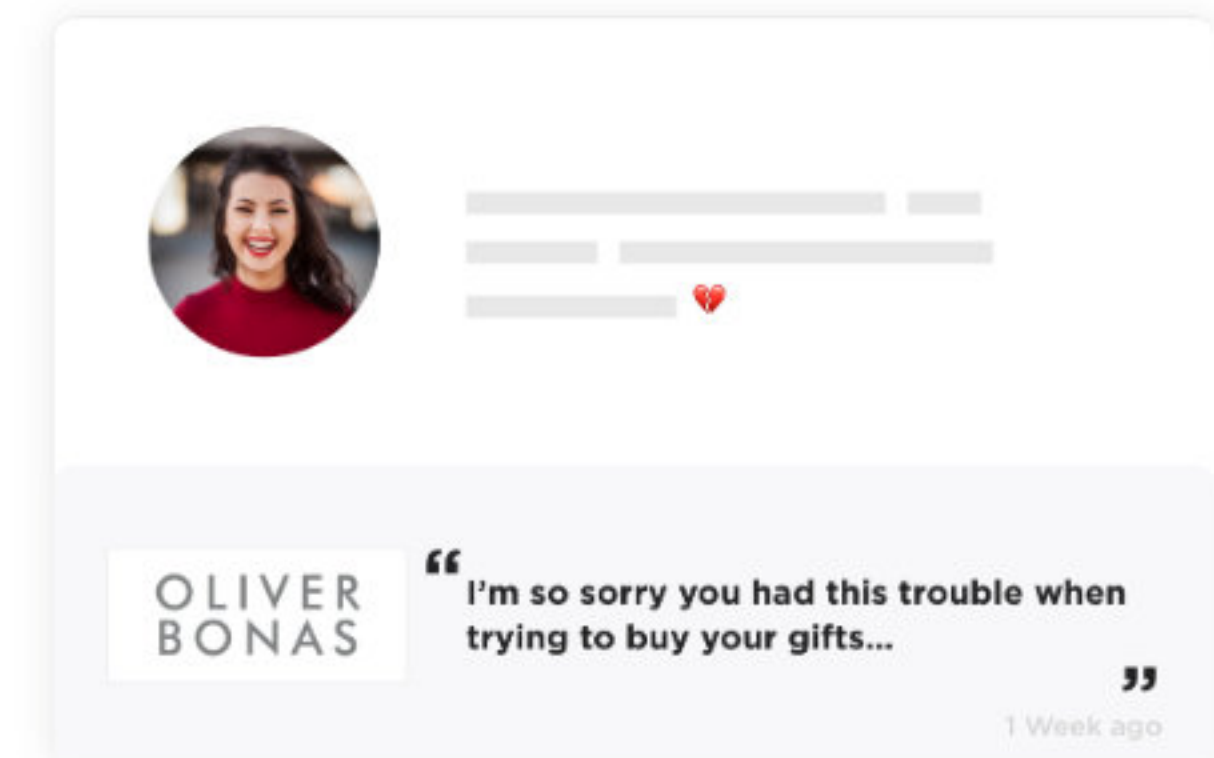 💔
OLIVER
BONAS
“
I’m so sorry you had this trouble when
trying to buy your gifts...
”
1 Week ago